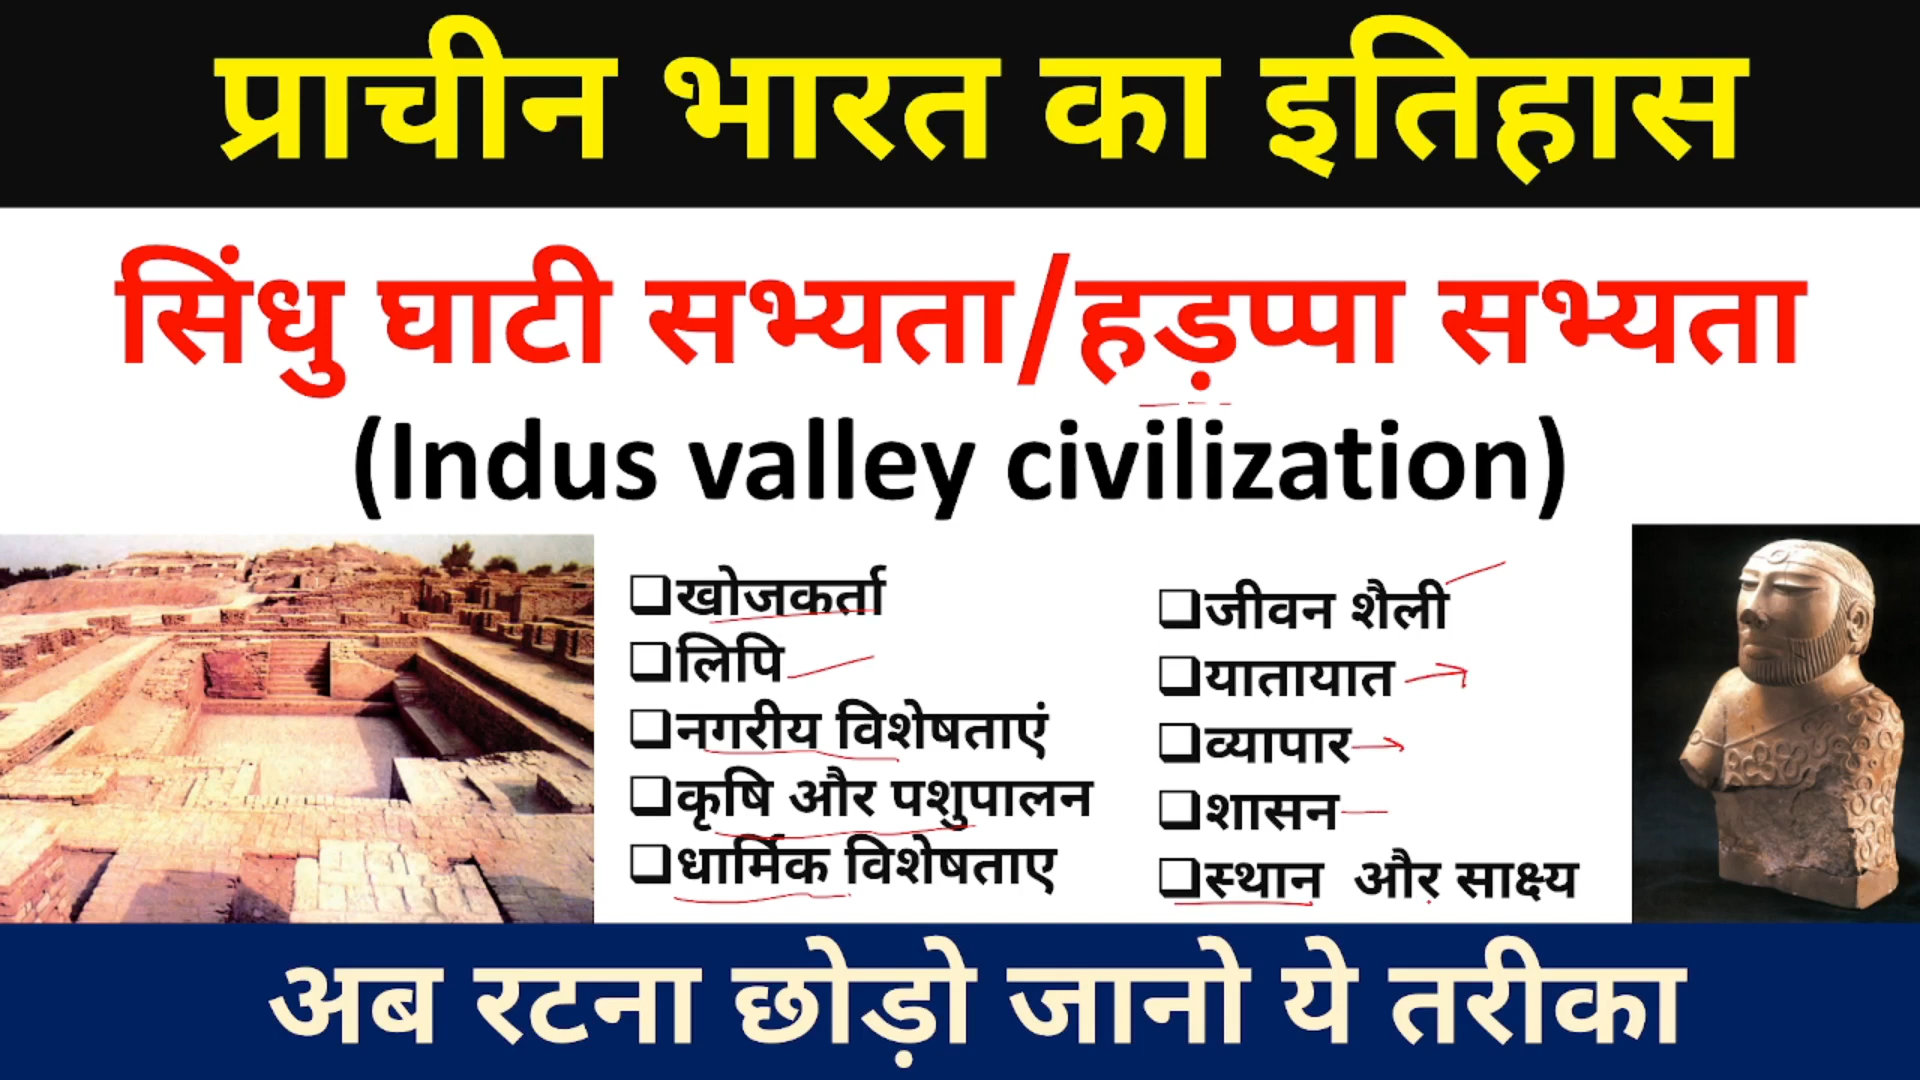 प्राचीन भारत का इतिहास
सिंधु घाटी सभ्यता/हड़प्पा सभ्यता
(Indus valley civilization)
❑खोजकर्ता
❑लिपि
❑नगरीय विशेषताएं
❑कृषि और पशुपालन
❑धार्मिक विशेषताए
❑जीवन शैली
❑यातायात
❑व्यापार
❑शासन
❑स्थान और साक्ष्य
अब रटना छोड़ो जानो ये तरीका